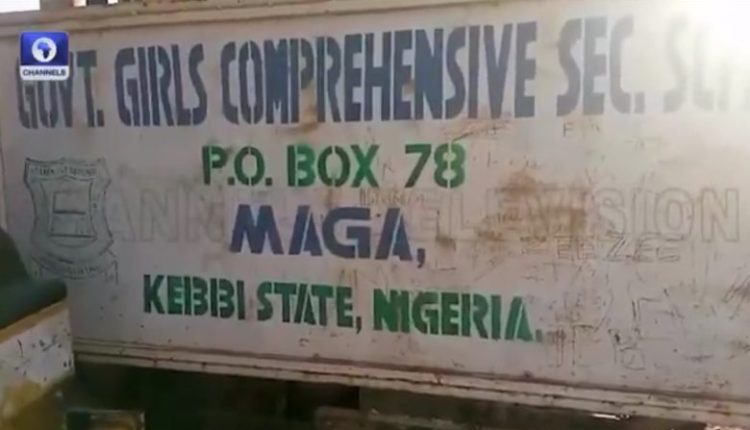 CHANNELS
GOVT. GIRLS COMPREHENSIVE SEC. SCH
P.O. BOX 78
MAGA,
KEBBI STATE, NIGERIA.